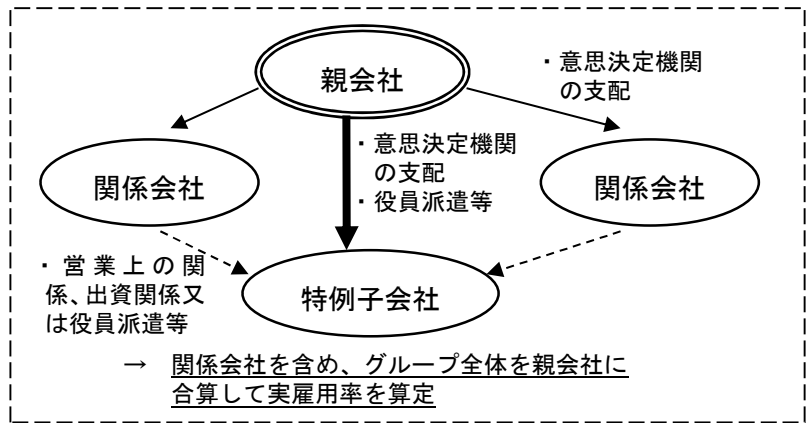 親会社
・意思決定機関
の支配
・意思決定機関
の支配
・役員派遣等
関係会社
関係会社
・営業上の関
係、出資関係又
は役員派遣等
特例子会社
→ 関係会社を含め、グループ全体を親会社に
合算して実雇用率を算定